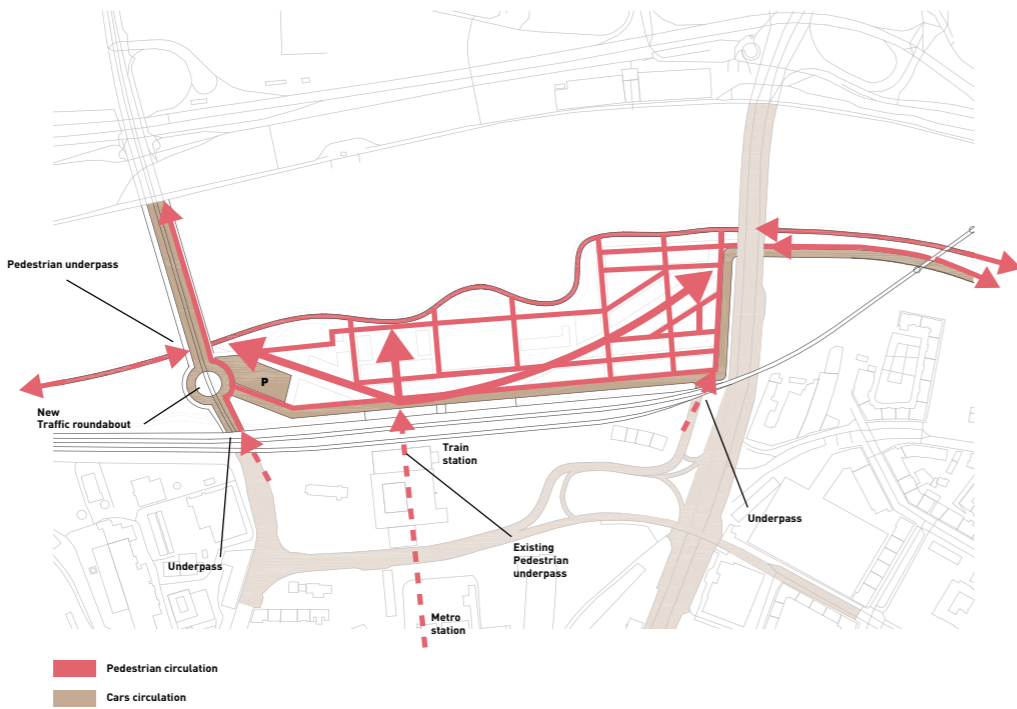 Pedestrian underpass
P
New
Traffic roundabout
Train
station
Underpass
Existing
Pedestrian
underpass
Underpass
Metro
station
Pedestrian circulation
Cars circulation